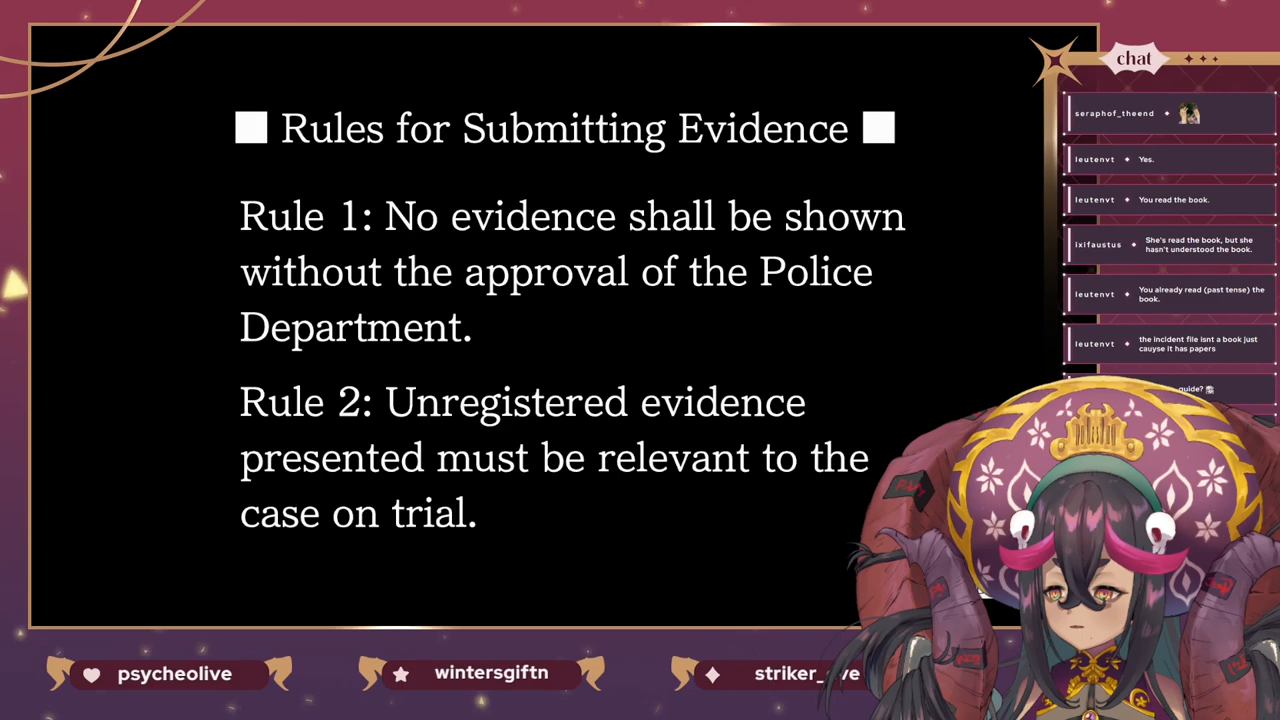 ■ Rules for Submitting Evidence ■
Rule 1: No evidence shall be shown
without the approval of the Police
Department.
Rule 2: Unregistered evidence
presented must be relevant to the
case on trial.
chat
seraphof_theend
leutenvt Yes.
leutenvt You read the book.
ixifaustus She's read the book, but she
hasn't understood the book.
leutenvt You already read (past tense) the
book.
leutenvt the incident file isnt a book just
cauyse it has papers
guide?
psycheolive
wintersgiftn